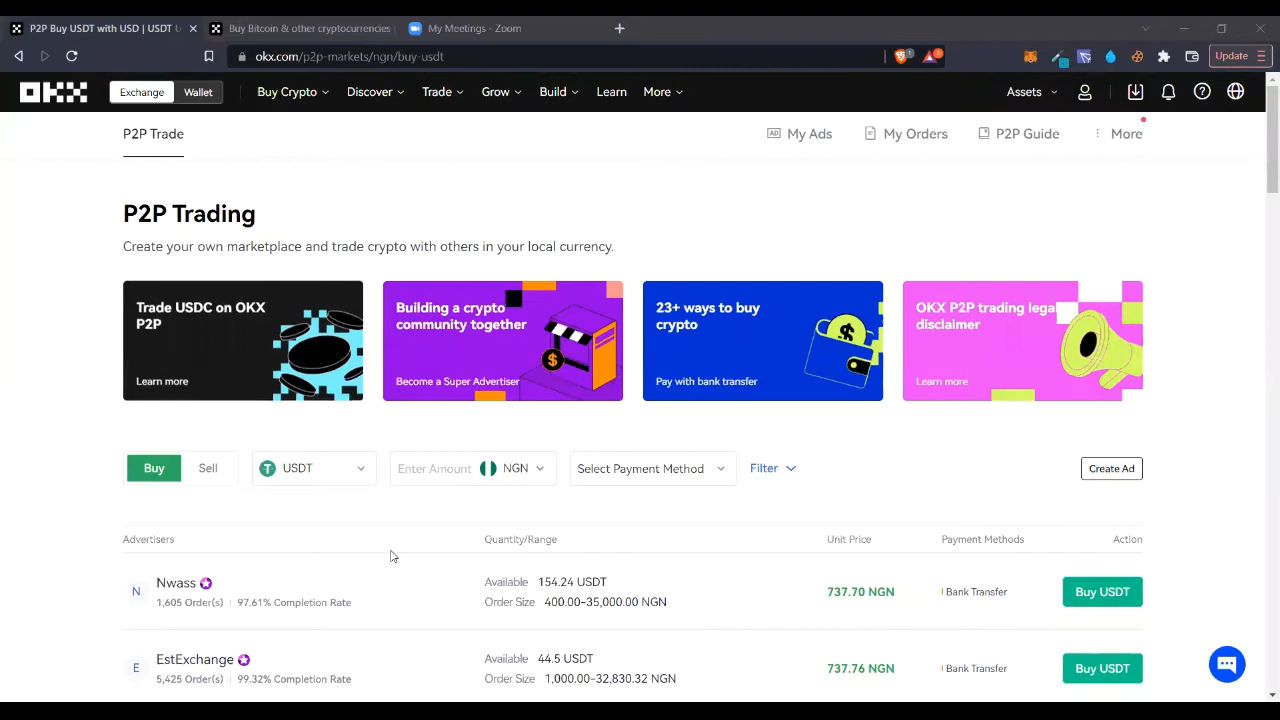 P2P Buy USDT with USD | USDT (
Buy Bitcoin & other cryptocurrencies
My Meetings - Zoom
okx.com/p2p-markets/ngn/buy-usdt
1
Update
OKX
Exchange
Wallet
Buy Crypto
Discover
Trade
Grow
Build
Learn
More
Assets
P2P Trade
AD
My Ads
My Orders
P2P Guide
More
P2P Trading
Create your own marketplace and trade crypto with others in your local currency.
Trade USDC on OKX
P2P
Learn more
Building a crypto
community together
$
Become a Super Advertiser
23+ ways to buy
crypto
$
Pay with bank transfer
OKX P2P trading legal
disclaimer
Learn more
Buy
Sell
T
USDT
Enter Amount
NGN
Select Payment Method
Filter
Create Ad
Advertisers
Quantity/Range
Unit Price
Payment Methods
Action
N
Nwass
1,605 Order(s) | 97.61% Completion Rate
Available 154.24 USDT
Order Size 400.00-35,000.00 NGN
737.70 NGN
Bank Transfer
Buy USDT
E
EstExchange
5,425 Order(s) | 99.32% Completion Rate
Available 44.5 USDT
Order Size 1,000.00-32,830.32 NGN
737.76 NGN
Bank Transfer
Buy USDT